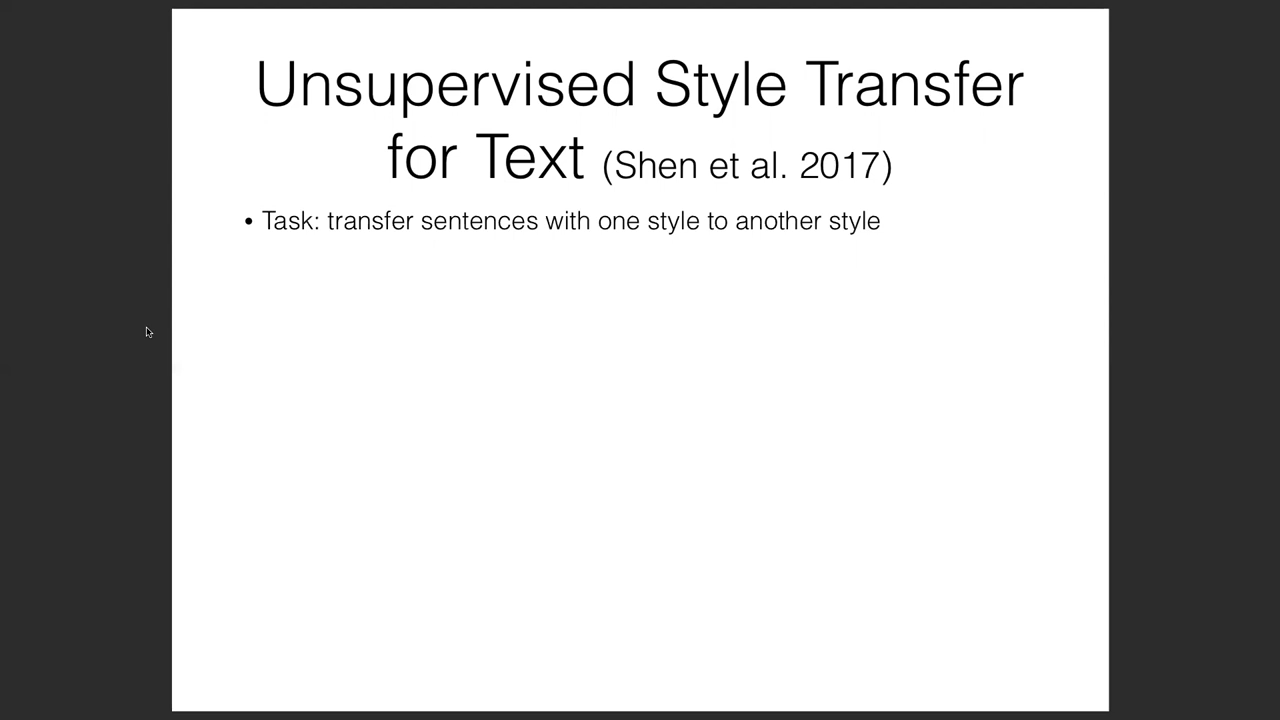 Unsupervised Style Transfer
for Text (Shen et al. 2017)
• Task: transfer sentences with one style to another style